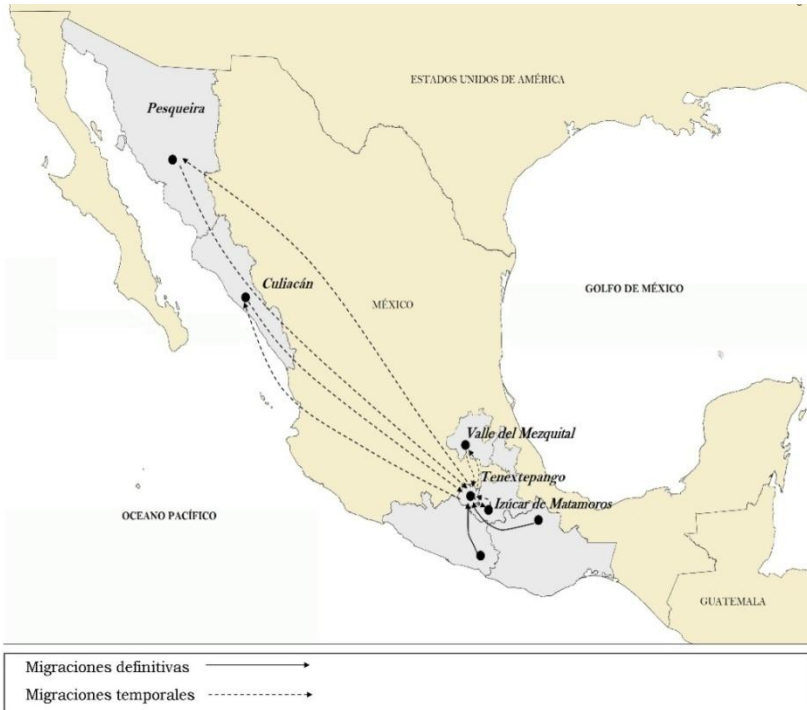 ESTADOS UNIDOS DE AMÉRICA
Pesqueira
Culiacán
GOLFO DE MÉXICO
MÉXICO
Valle del Mezquital
Tenextepango
Izúcar de Matamoros
OCEANO PACÍFICO
GUATEMALA
Migraciones definitivas
Migraciones temporales